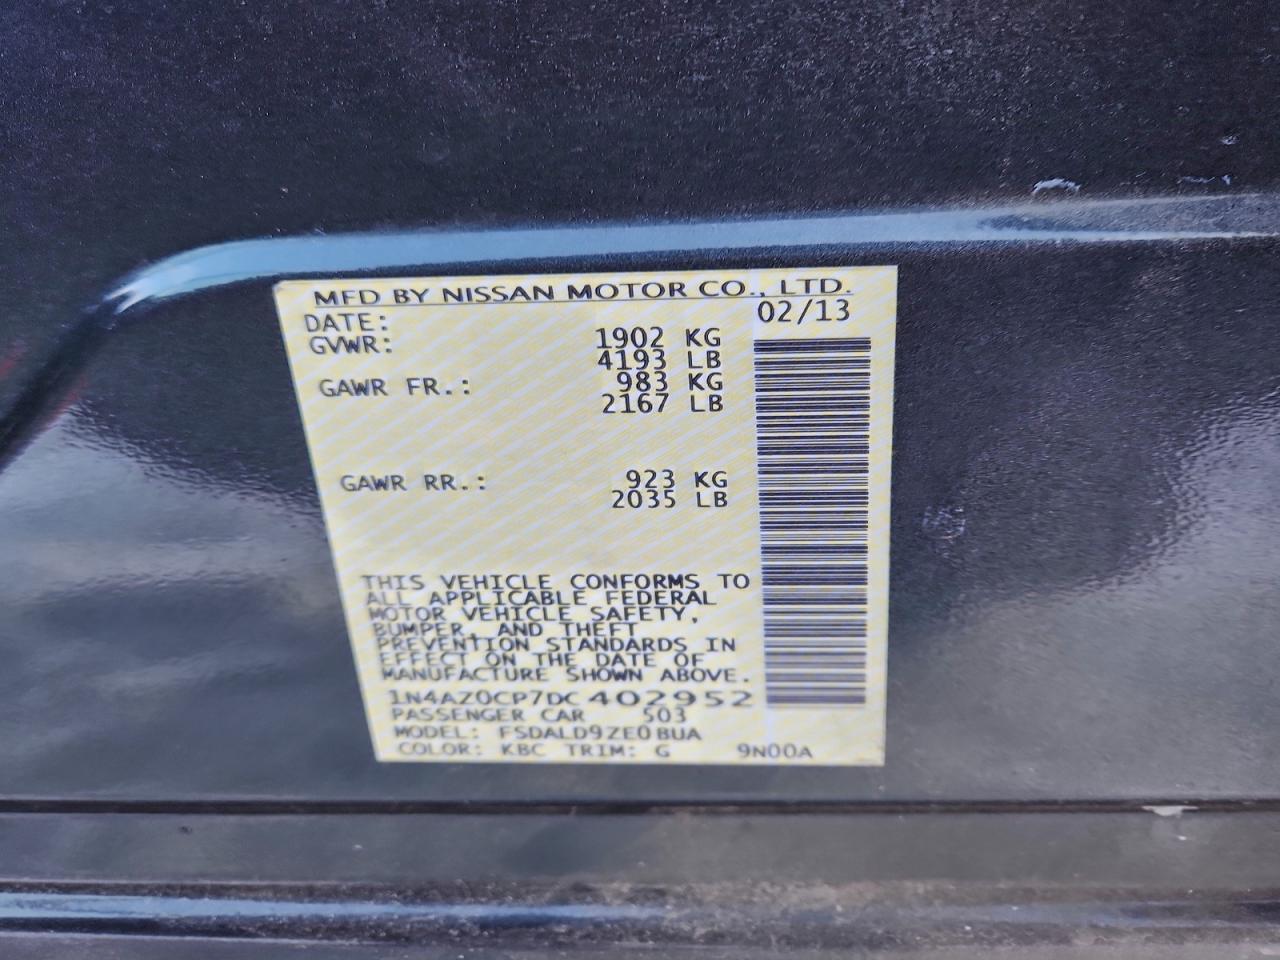 MFD BY NISSAN MOTOR CO., LTD.
DATE: 02/13
GVWR: 1902 KG
4193 LB
GAWR FR.: 983 KG
2167 LB
GAWR RR.: 923 KG
2035 LB
THIS VEHICLE CONFORMS TO
ALL APPLICABLE FEDERAL
MOTOR VEHICLE SAFETY,
BUMPER, AND THEFT
PREVENTION STANDARDS IN
EFFECT ON THE DATE OF
MANUFACTURE SHOWN ABOVE.
1N4AZ0CP7DC402952
PASSENGER CAR 503
MODEL: FSDALD9ZE0BUA
COLOR: KBC TRIM: G 9N00A